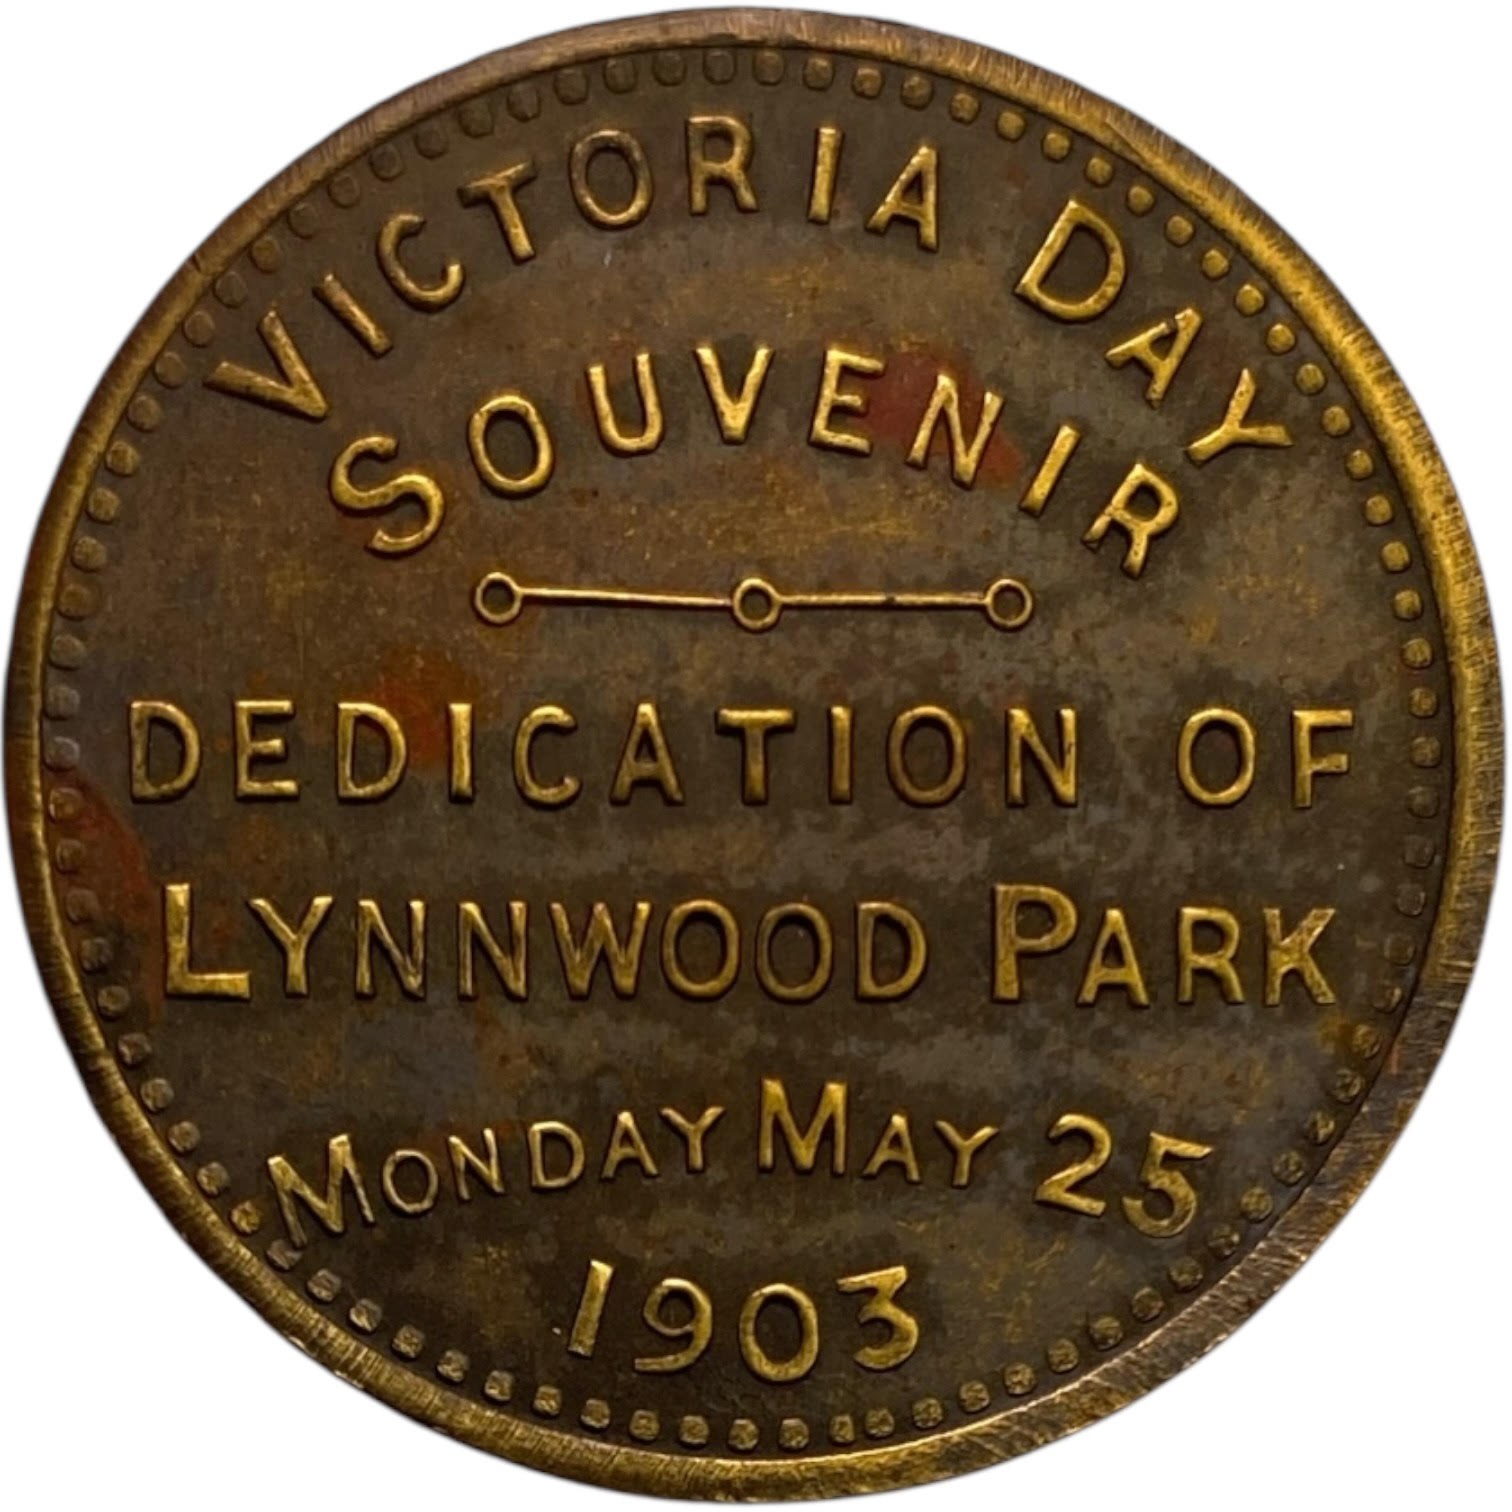 VICTORIA DAY
SOUVENIR
DEDICATION OF
LYNNWOOD PARK
MONDAY MAY 25
1903